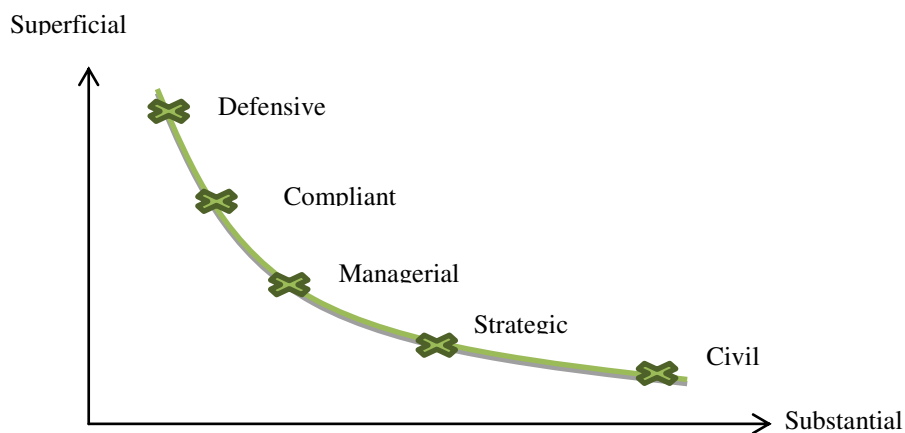 Superficial
Defensive
Compliant
Managerial
Strategic
Civil
Substantial